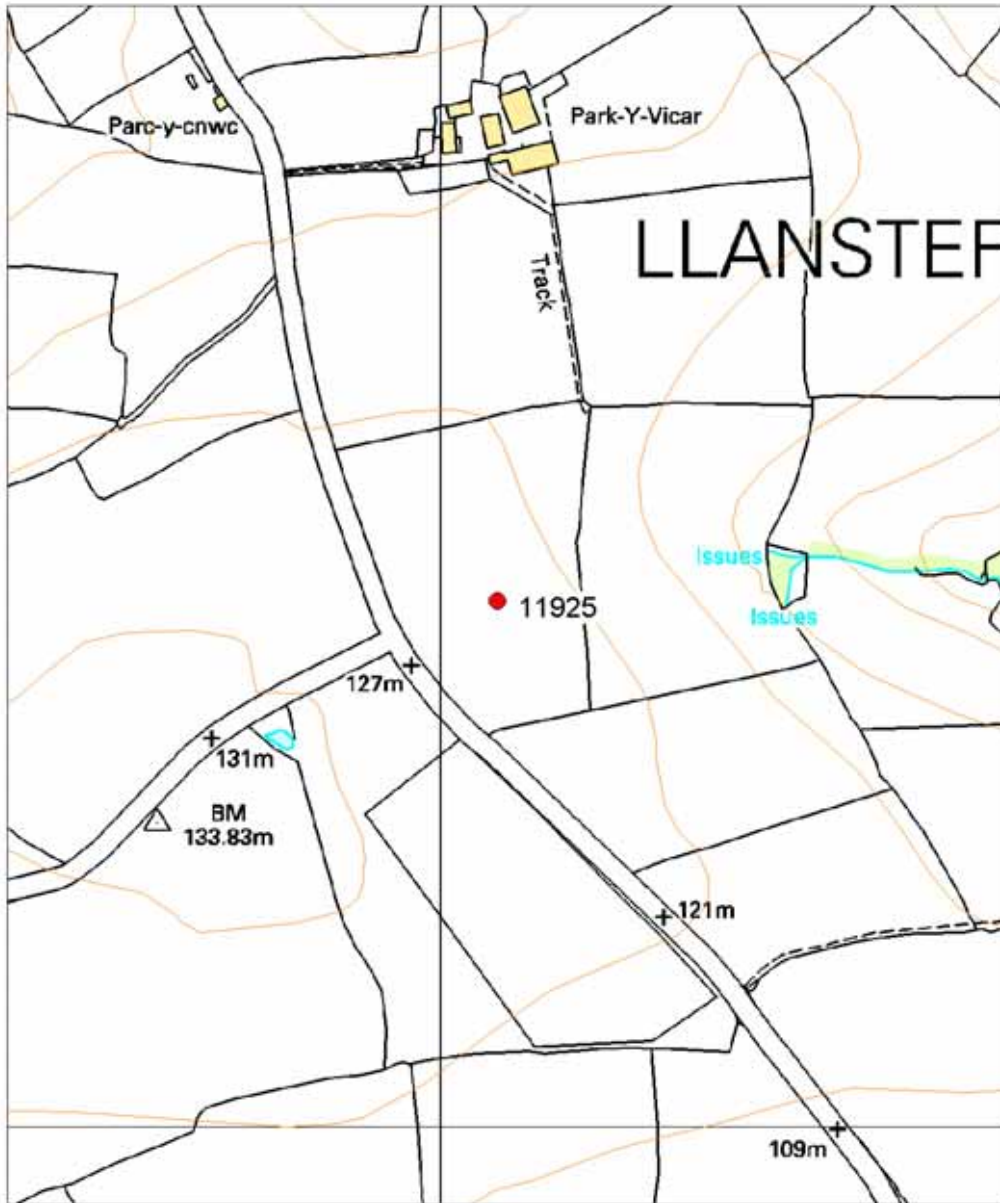 Parc-y-cnwc
Park-Y-Vicar
LLANSTEF
Track
Issues
11925
Issues
127m
131m
BM
133.83m
121m
109m